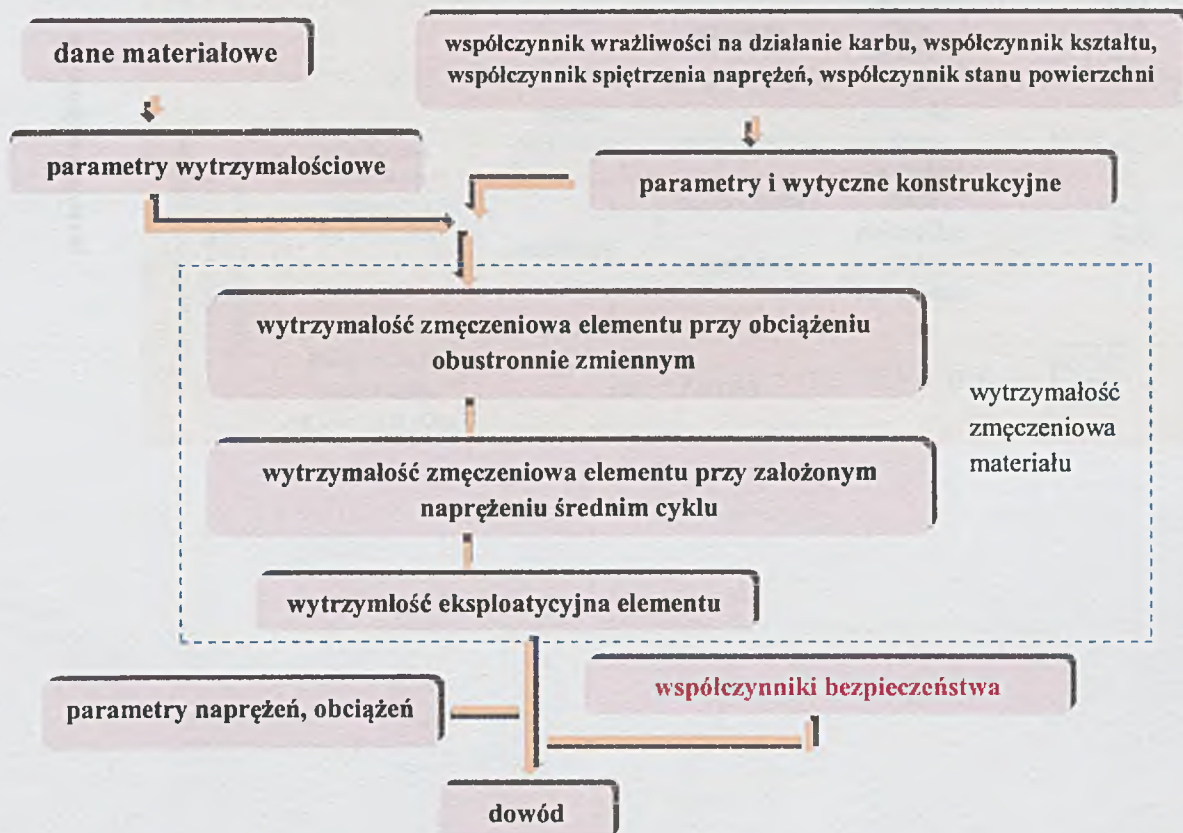 dane materiałowe
współczynnik wrażliwości na działanie karbu, współczynnik kształtu,
współczynnik spiętrzenia naprężeń, współczynnik stanu powierzchni
parametry wytrzymałościowe
parametry i wytyczne konstrukcyjne
wytrzymałość zmęczeniowa elementu przy obciążeniu
obustronnie zmiennym
wytrzymałość
zmęczeniowa
materiału
wytrzymałość zmęczeniowa elementu przy założonym
naprężeniu średnim cyklu
wytrzymłość eksploatycyjna elementu
współczynniki bezpieczeństwa
parametry naprężeń, obciążeń
dowód